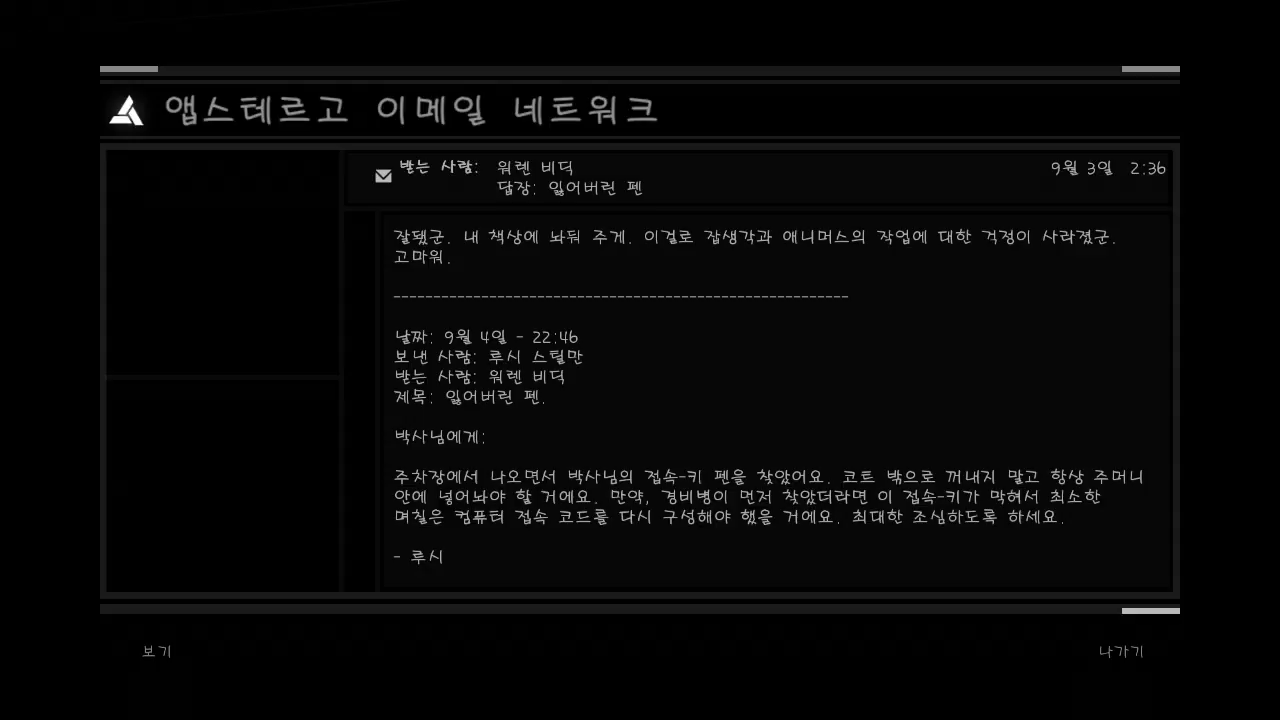 앱스테르고 이메일 네트워크
받는 사람: 워렌 비딕 9월 3일 2:36
답장: 잃어버린 펜
잘됐군. 내 책상에 놔둬 주게. 이걸로 잡생각과 애니머스의 작업에 대한 걱정이 사라졌군.
고마워.
---------------------------------------------------------
날짜: 9월 4일 - 22:46
보낸 사람: 루시 스틸만
받는 사람: 워렌 비딕
제목: 잃어버린 펜.
박사님에게:
주차장에서 나오면서 박사님의 접속-키 펜을 찾았어요. 코트 밖으로 꺼내지 말고 항상 주머니
안에 넣어놔야 할 거에요. 만약, 경비병이 먼저 찾았더라면 이 접속-키가 막혀서 최소한
며칠은 컴퓨터 접속 코드를 다시 구성해야 했을 거에요. 최대한 조심하도록 하세요.
- 루시
보기 나가기